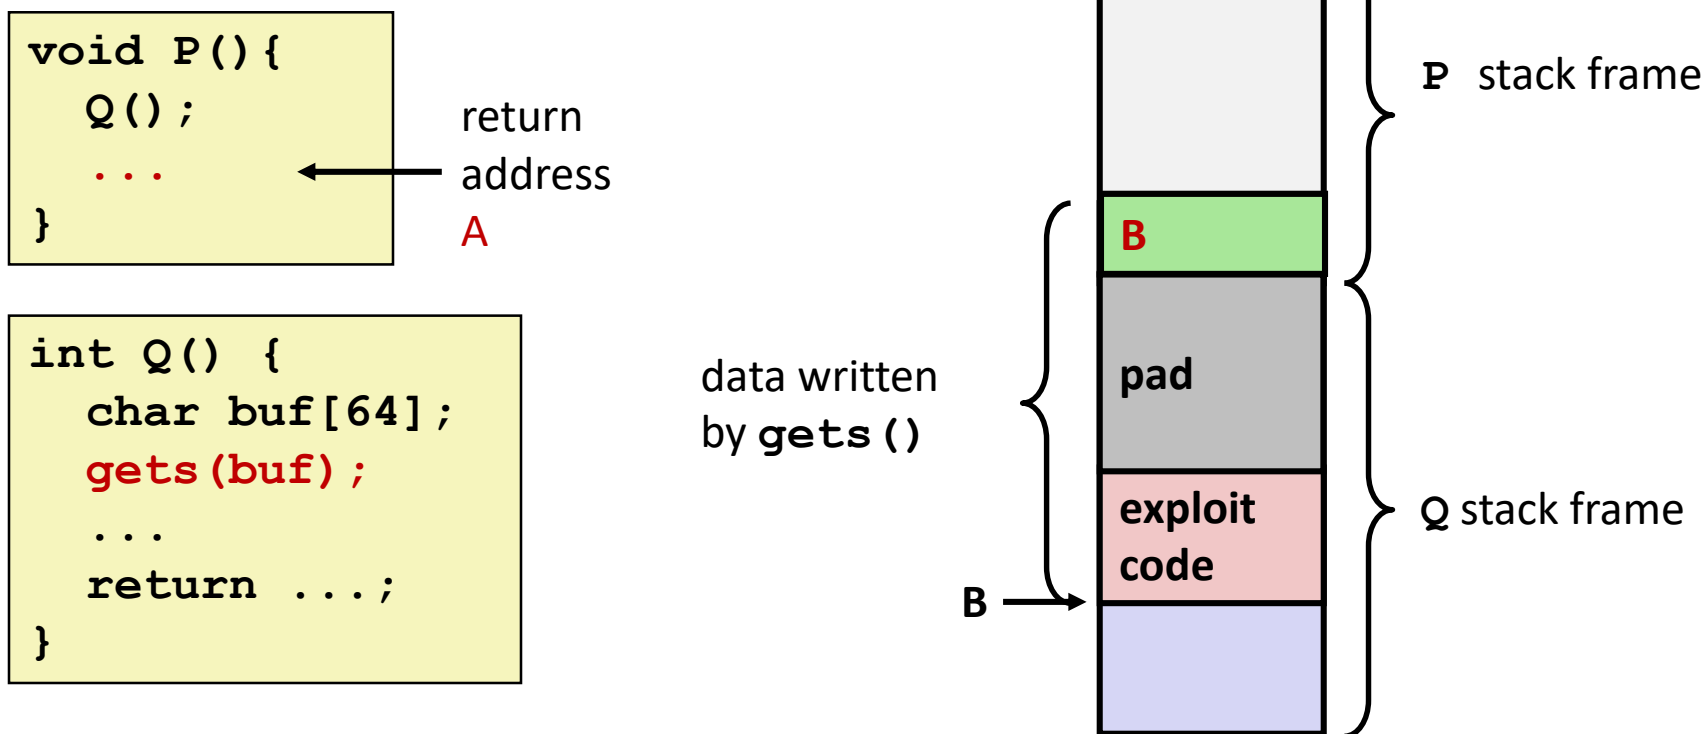 void P(){
  Q();
  ...
}
return
address
A
int Q() {
  char buf[64];
  gets(buf);
  ...
  return ...;
}
data written
by gets()
B
B
pad
exploit
code
P stack frame
Q stack frame